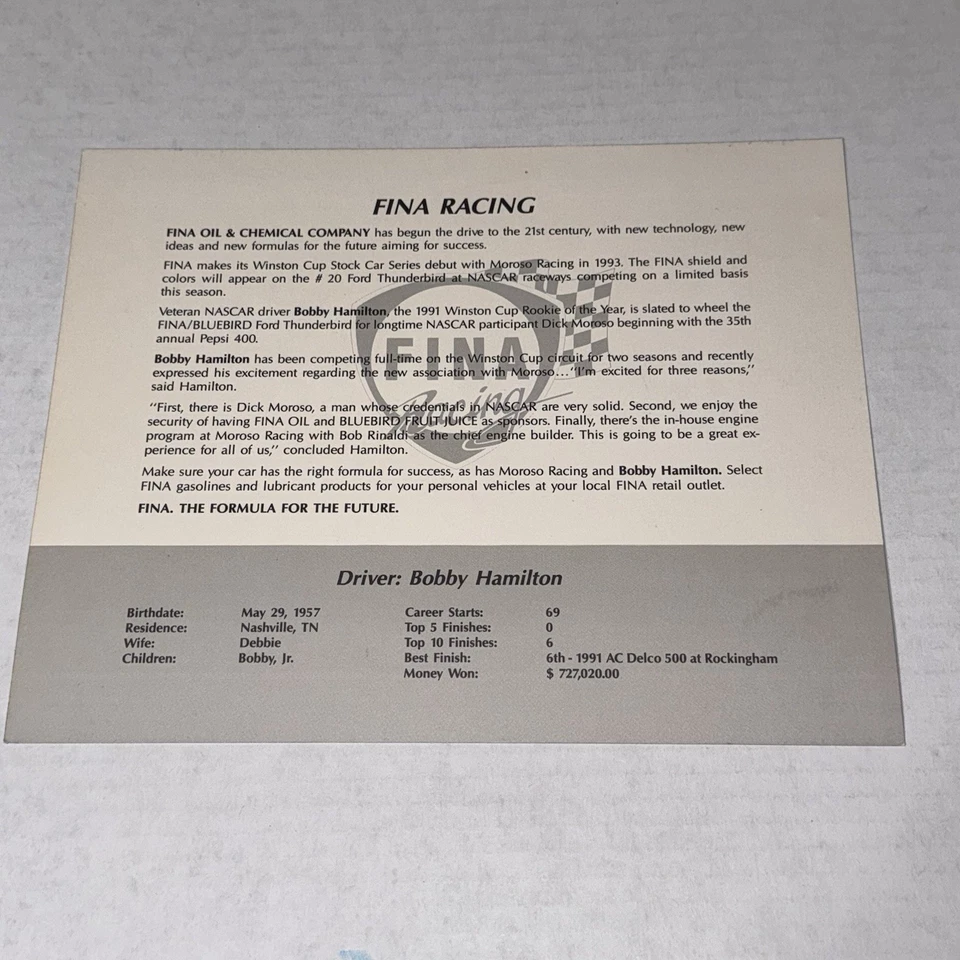 FINA RACING
FINA OIL & CHEMICAL COMPANY has begun the drive to the 21st century, with new technology, new
ideas and new formulas for the future aiming for success.
FINA makes its Winston Cup Stock Car Series debut with Moroso Racing in 1993. The FINA shield and
colors will appear on the # 20 Ford Thunderbird at NASCAR raceways competing on a limited basis
this season.
Veteran NASCAR driver Bobby Hamilton, the 1991 Winston Cup Rookie of the Year, is slated to wheel the
FINA/BLUEBIRD Ford Thunderbird for longtime NASCAR participant Dick Moroso beginning with the 35th
annual Pepsi 400.
Bobby Hamilton has been competing full-time on the Winston Cup circuit for two seasons and recently
expressed his excitement regarding the new association with Moroso...“I’m excited for three reasons,”
said Hamilton.
“First, there is Dick Moroso, a man whose credentials in NASCAR are very solid. Second, we enjoy the
security of having FINA OIL and BLUEBIRD FRUIT JUICE as sponsors. Finally, there’s the in-house engine
program at Moroso Racing with Bob Rinaldi as the chief engine builder. This is going to be a great ex-
perience for all of us,” concluded Hamilton.
Make sure your car has the right formula for success, as has Moroso Racing and Bobby Hamilton. Select
FINA gasolines and lubricant products for your personal vehicles at your local FINA retail outlet.
FINA. THE FORMULA FOR THE FUTURE.
FINA
Racing
Driver: Bobby Hamilton
Birthdate: May 29, 1957 Career Starts: 69
Residence: Nashville, TN Top 5 Finishes: 0
Wife: Debbie Top 10 Finishes: 6
Children: Bobby, Jr. Best Finish: 6th - 1991 AC Delco 500 at Rockingham
Money Won: $ 727,020.00